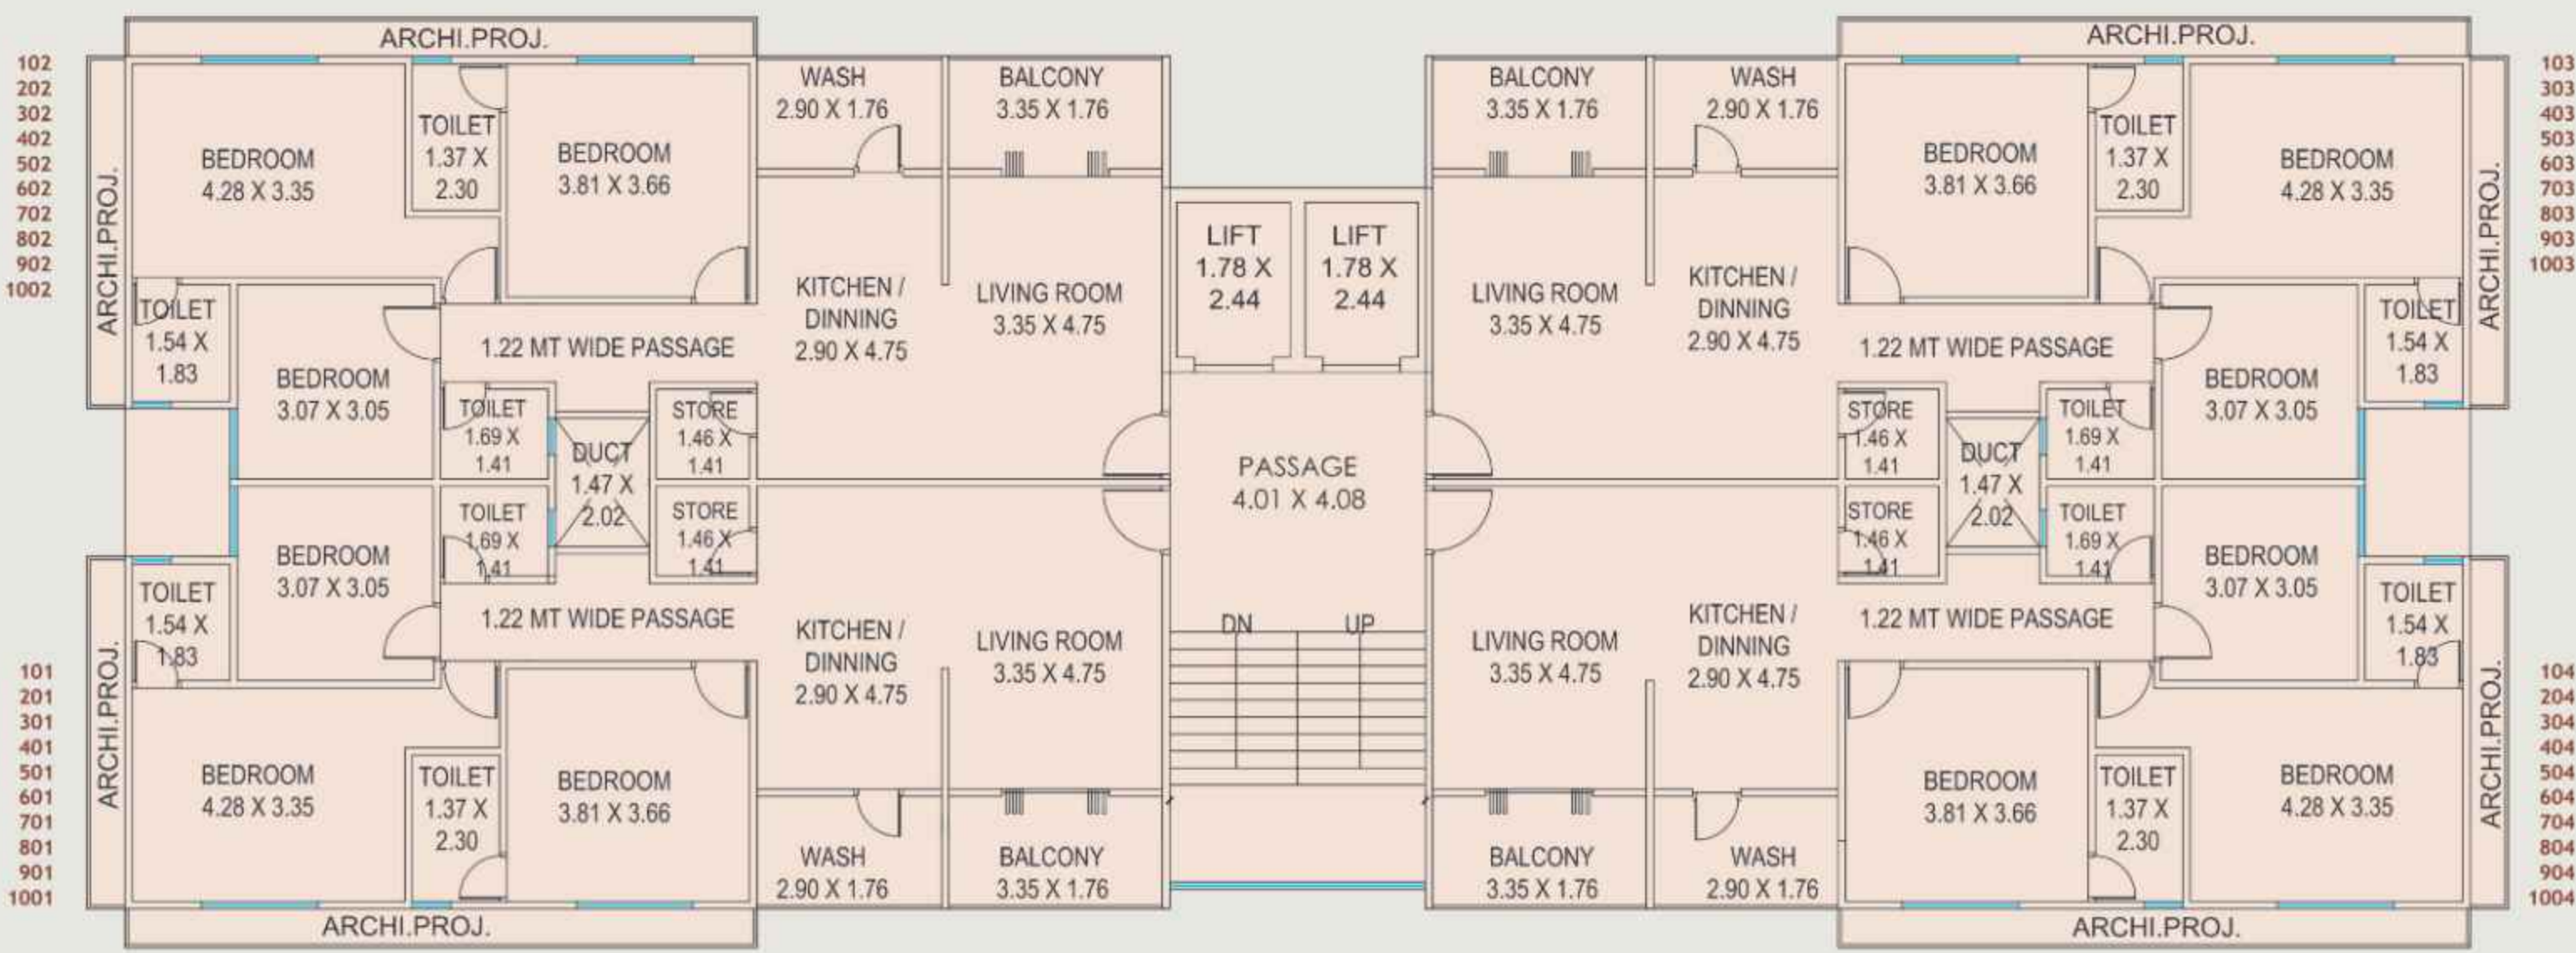 ARCHI.PROJ.
102
202
302
402
502
602
702
802
902
1002
ARCHI.PROJ.
BEDROOM
4.28 X 3.35
TOILET
1.37 X
2.30
BEDROOM
3.81 X 3.66
WASH
2.90 X 1.76
BALCONY
3.35 X 1.76
TOILET
1.54 X
1.83
BEDROOM
3.07 X 3.05
1.22 MT WIDE PASSAGE
KITCHEN /
DINNING
2.90 X 4.75
LIVING ROOM
3.35 X 4.75
TOILET
1.69 X
1.41
DUCT
1.47 X
2.02
STORE
1.46 X
1.41
LIFT
1.78 X
2.44
LIFT
1.78 X
2.44
PASSAGE
4.01 X 4.08
DN
UP
ARCHI.PROJ.
BALCONY
3.35 X 1.76
WASH
2.90 X 1.76
BEDROOM
3.81 X 3.66
TOILET
1.37 X
2.30
BEDROOM
4.28 X 3.35
ARCHI.PROJ.
103
303
403
503
603
703
803
903
1003
LIVING ROOM
3.35 X 4.75
KITCHEN /
DINNING
2.90 X 4.75
1.22 MT WIDE PASSAGE
BEDROOM
3.07 X 3.05
TOILET
1.54 X
1.83
STORE
1.46 X
1.41
DUCT
1.47 X
2.02
TOILET
1.69 X
1.41
101
201
301
401
501
601
701
801
901
1001
ARCHI.PROJ.
TOILET
1.54 X
1.83
BEDROOM
3.07 X 3.05
TOILET
1.69 X
1.41
STORE
1.46 X
1.41
1.22 MT WIDE PASSAGE
KITCHEN /
DINNING
2.90 X 4.75
LIVING ROOM
3.35 X 4.75
BEDROOM
4.28 X 3.35
TOILET
1.37 X
2.30
BEDROOM
3.81 X 3.66
WASH
2.90 X 1.76
BALCONY
3.35 X 1.76
ARCHI.PROJ.
STORE
1.46 X
1.41
TOILET
1.69 X
1.41
BEDROOM
3.07 X 3.05
TOILET
1.54 X
1.83
LIVING ROOM
3.35 X 4.75
KITCHEN /
DINNING
2.90 X 4.75
1.22 MT WIDE PASSAGE
BALCONY
3.35 X 1.76
WASH
2.90 X 1.76
BEDROOM
3.81 X 3.66
TOILET
1.37 X
2.30
BEDROOM
4.28 X 3.35
ARCHI.PROJ.
104
204
304
404
504
604
704
804
904
1004
ARCHI.PROJ.